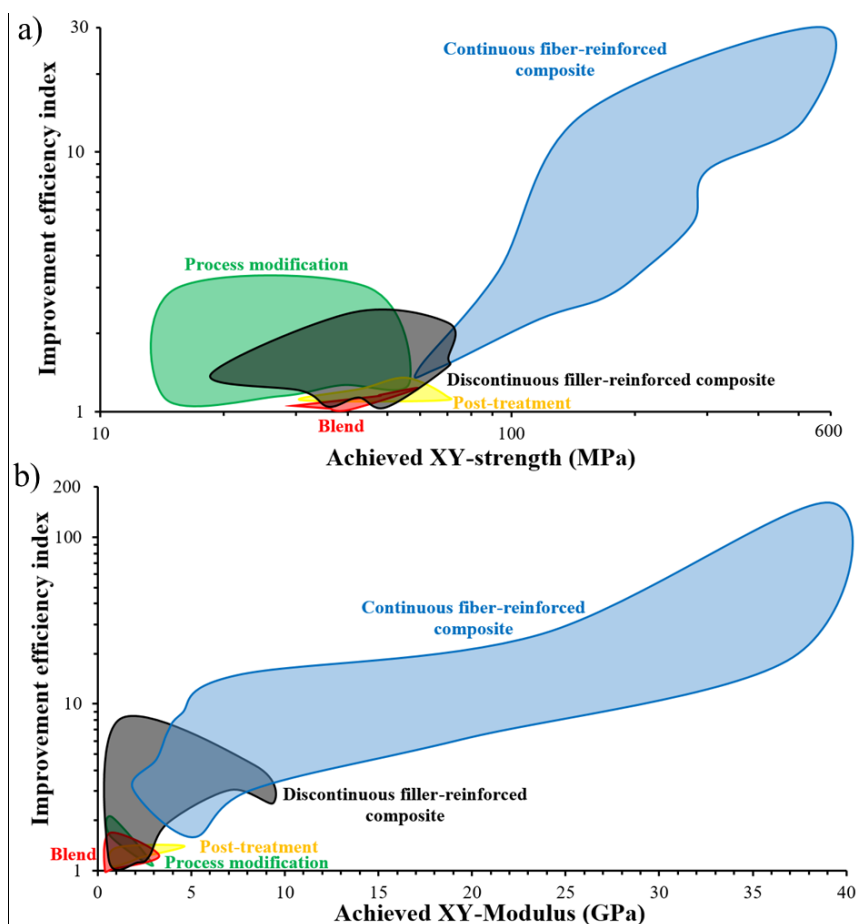 a)
Improvement efficiency index
30
10
1
Continuous fiber-reinforced
composite
Process modification
Discontinuous filler-reinforced composite
Post-treatment
Blend
10
100
600
Achieved XY-strength (MPa)
b)
Improvement efficiency index
200
100
10
1
Continuous fiber-reinforced
composite
Discontinuous filler-reinforced
composite
Post-treatment
Blend
Process modification
0
5
10
15
20
25
30
35
40
Achieved XY-Modulus (GPa)